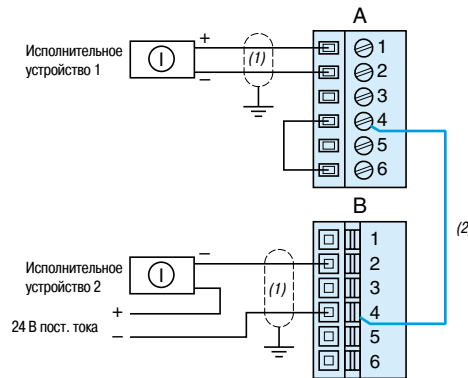 A
Исполнительное
устройство 1
I
+
−
(1)
1
2
3
4
5
6
B
(2
Исполнительное
устройство 2
I
−
+
24 В пост. тока
−
(1)
1
2
3
4
5
6